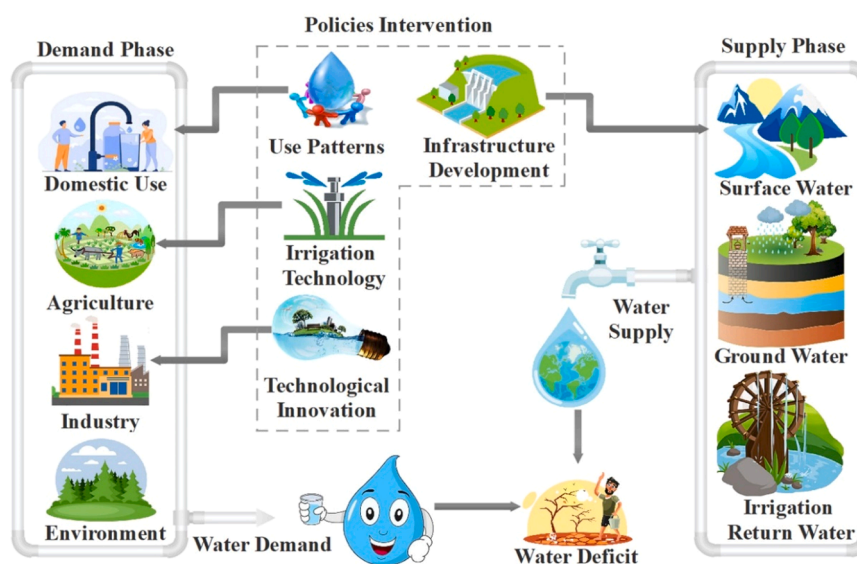 Policies Intervention
Demand Phase
Supply Phase
Use Patterns
Infrastructure
Development
Domestic Use
Surface Water
Irrigation
Technology
Agriculture
Water
Supply
Ground Water
Technological
Innovation
Industry
Environment
Water Demand
Water Deficit
Irrigation
Return Water